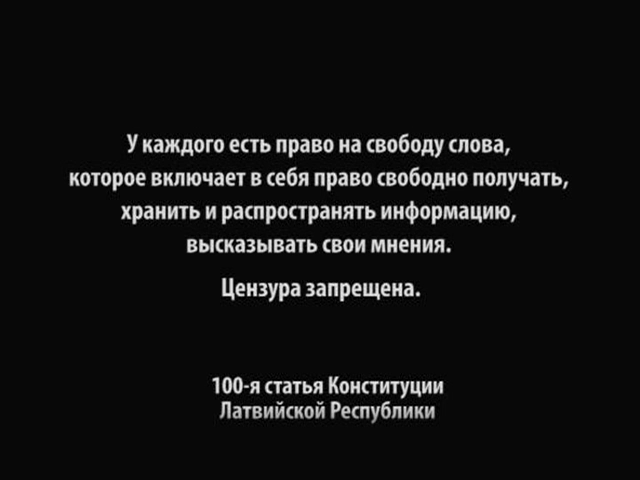 У каждого есть право на свободу слова,
которое включает в себя право свободно получать,
хранить и распространять информацию,
высказывать свои мнения.
Цензура запрещена.
100-я статья Конституции
Латвийской Республики